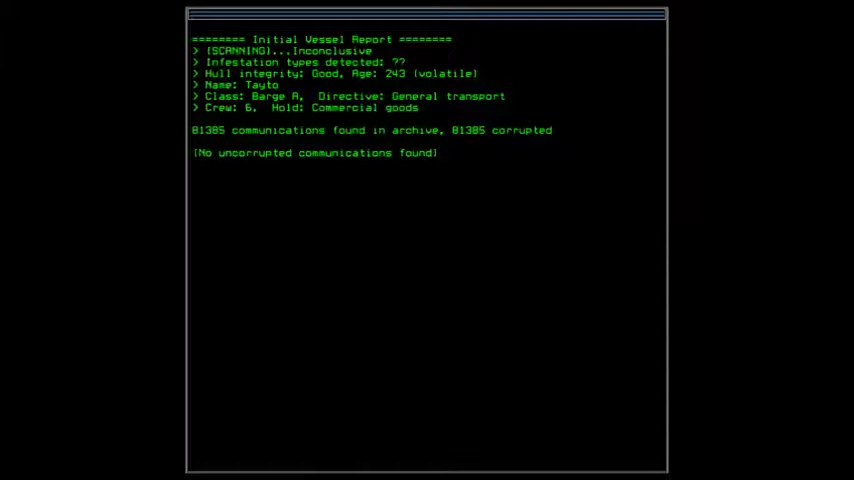 ======== Initial Vessel Report ========
> [SCANNING]...Inconclusive
> Infestation types detected: ??
> Hull integrity: Good, Age: 243 (volatile)
> Name: Tayto
> Class: Barge A, Directive: General transport
> Crew: 6, Hold: Commercial goods
81385 communications found in archive, 81385 corrupted
[No uncorrupted communications found]